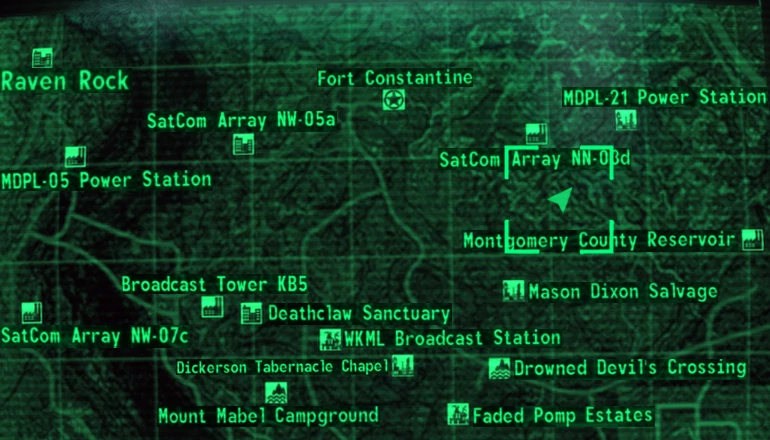 Raven Rock
Fort Constantine
MDPL-21 Power Station
SatCom Array NW-05a
SatCom Array NN-03d
MDPL-05 Power Station
Montgomery County Reservoir
Broadcast Tower KB5
Mason Dixon Salvage
Deathclaw Sanctuary
SatCom Array NW-07c
WKML Broadcast Station
Dickerson Tabernacle Chapel
Drowned Devil's Crossing
Mount Mabel Campground
Faded Pomp Estates